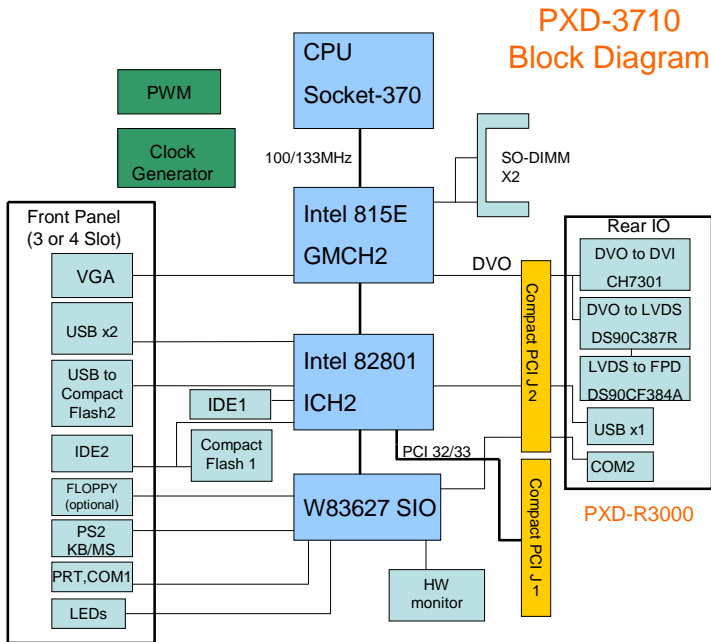 PXD-3710
Block Diagram
CPU
Socket-370
PWM
Clock
Generator
100/133MHz
SO-DIMM
X2
Front Panel
(3 or 4 Slot)
Intel 815E
GMCH2
Rear IO
VGA
DVO
DVO to DVI
CH7301
USB x2
DVO to LVDS
DS90C387R
Compact PCI J2
Intel 82801
ICH2
USB to
Compact
Flash2
LVDS to FPD
DS90CF384A
IDE1
USB x1
IDE2
Compact
Flash 1
PCI 32/33
COM2
FLOPPY
(optional)
W83627 SIO
Compact PCI J1
PXD-R3000
PS2
KB/MS
PRT,COM1
HW
monitor
LEDs